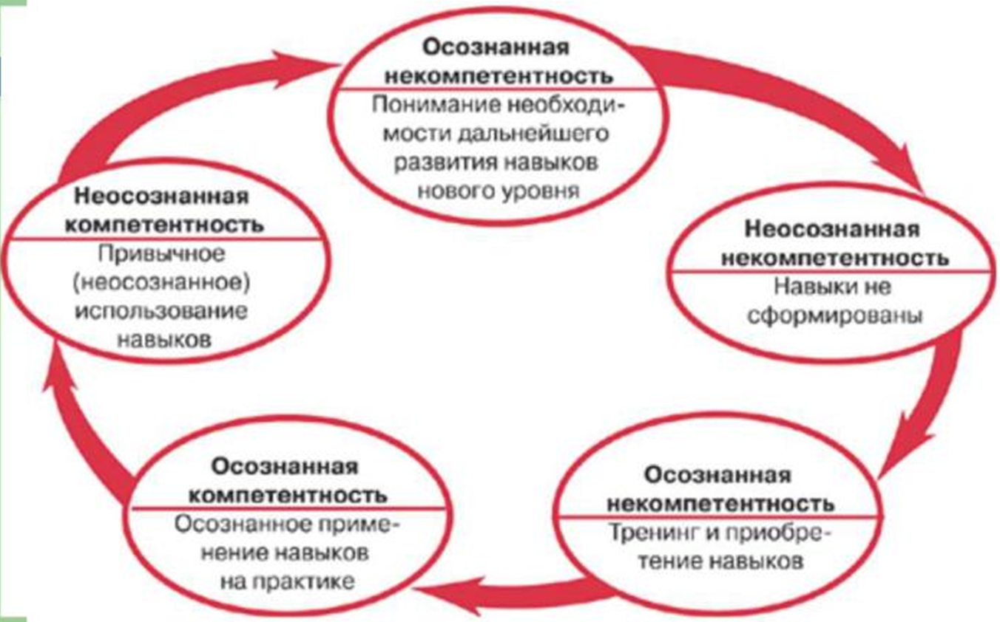 Осознанная
некомпетентность
Понимание необходи-
мости дальнейшего
развития навыков
нового уровня
Неосознанная
некомпетентность
Навыки не
сформированы
Осознанная
некомпетентность
Тренинг и приобре-
тение навыков
Осознанная
компетентность
Осознанное приме-
нение навыков
на практике
Неосознанная
компетентность
Привычное
(неосознанное)
использование
навыков